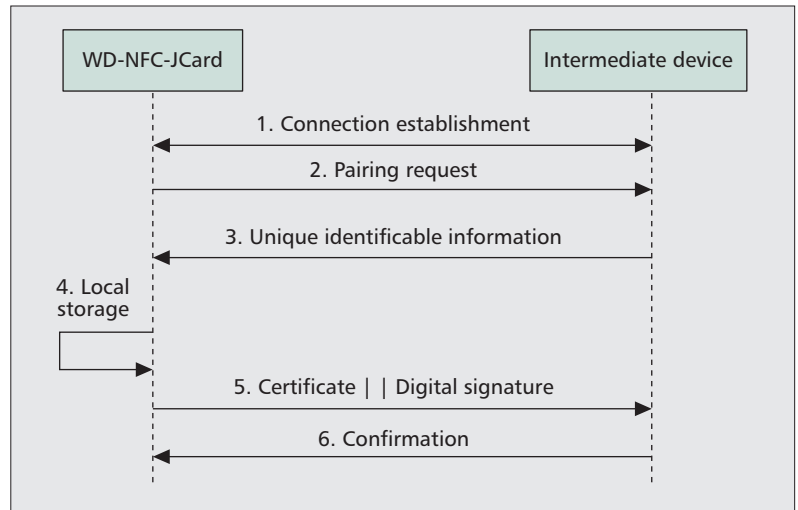 WD-NFC-JCard
Intermediate device
1. Connection establishment
2. Pairing request
3. Unique identificable information
4. Local
storage
5. Certificate | | Digital signature
6. Confirmation